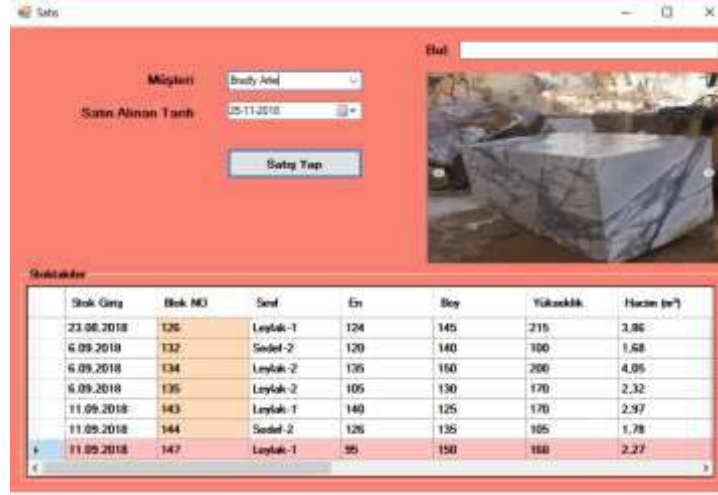 Satıs
Bul:
Müşteri
Satın Alınan Tarih
25-11-2018
Satış Yap
Stoktakiler
Stok Giriş Blok NO Sınıf En Boy Yükseklik Hacim (m³)
23.08.2018 126 Leylak-1 124 145 215 3,86
6.09.2018 132 Sedef-2 120 140 100 1,68
6.09.2018 134 Leylak-2 135 150 200 4,05
6.09.2018 135 Leylak-2 105 130 170 2,32
11.09.2018 143 Leylak-1 140 125 170 2,97
11.09.2018 144 Sedef-2 126 135 105 1,78
11.09.2018 147 Leylak-1 95 150 160 2,27